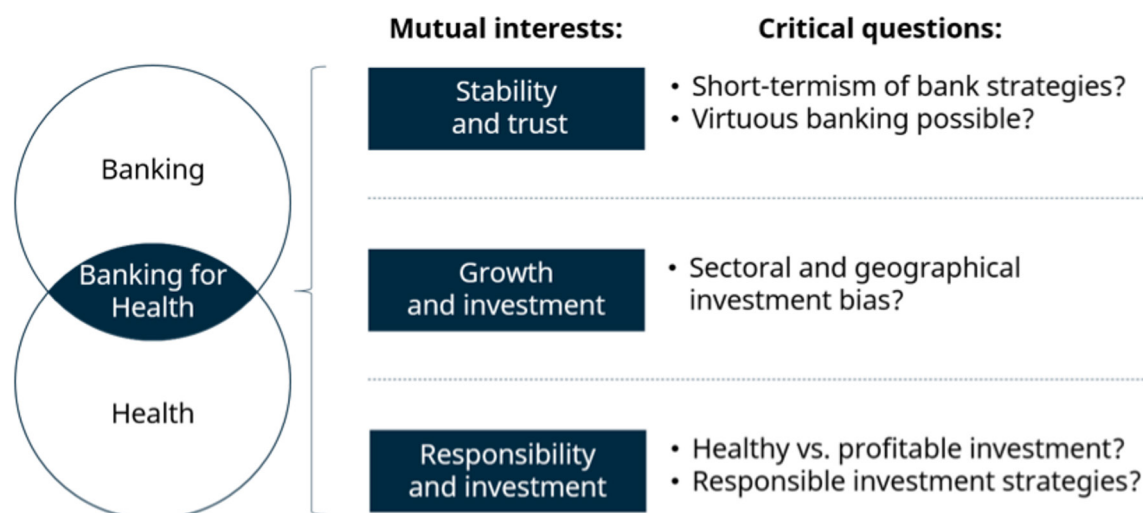 Mutual interests:
Critical questions:
Banking
Banking for
Health
Health
Stability
and trust
• Short-termism of bank strategies?
• Virtuous banking possible?
Growth
and investment
• Sectoral and geographical
investment bias?
Responsibility
and investment
• Healthy vs. profitable investment?
• Responsible investment strategies?